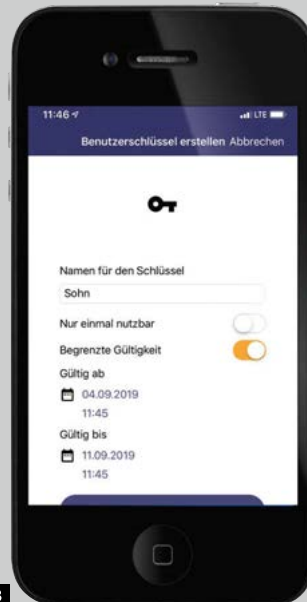 11:46 LTE
Benutzerschlüssel erstellen Abbrechen
Namen für den Schlüssel
Sohn
Nur einmal nutzbar
Begrenzte Gültigkeit
Gültig ab
04.09.2019
11:45
Gültig bis
11.09.2019
11:45
3